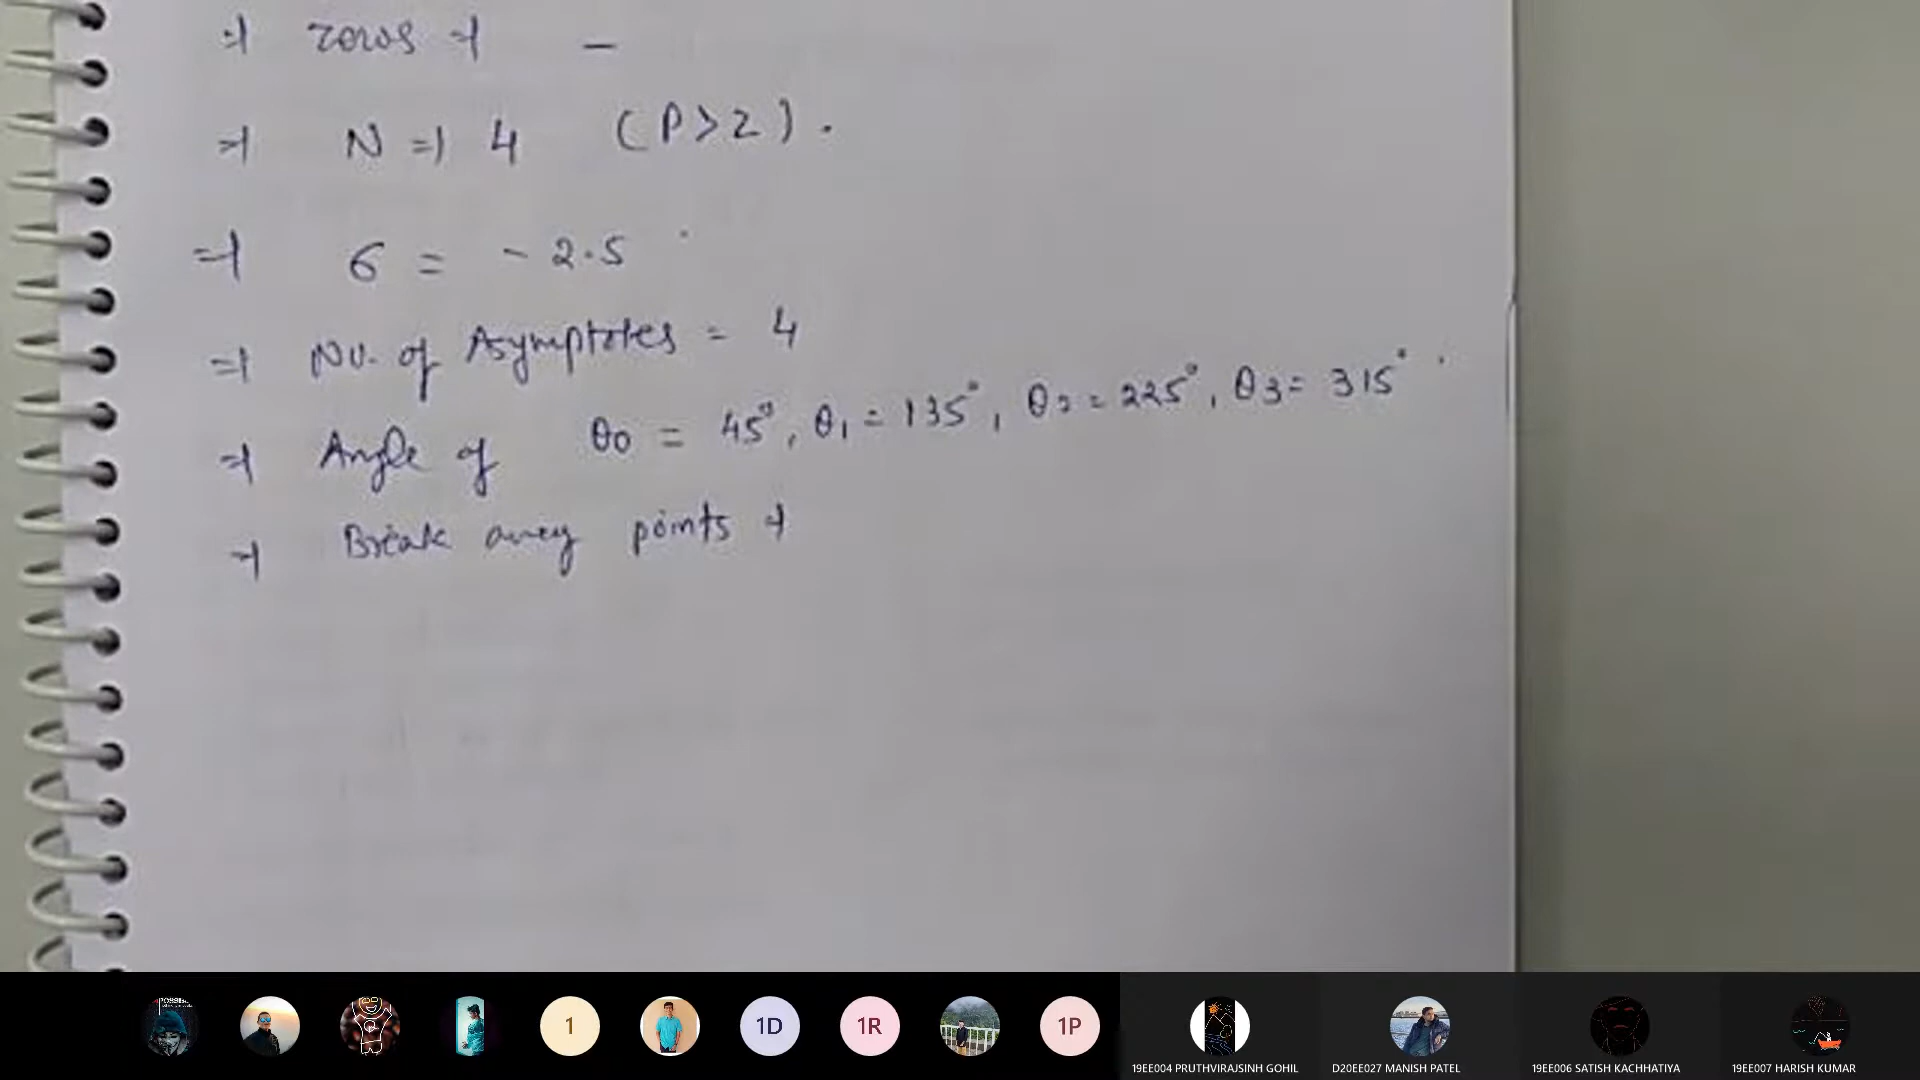 ⇒ zeros ⇒ –
⇒ N ⇒ 4 (P>Z).
⇒ σ = -2.5
⇒ No. of Asymptotes = 4
⇒ Angle of θ0 = 45°, θ1 = 135°, θ2 = 225°, θ3 = 315°.
⇒ Break away points ⇒
1
1D
1R
1P
19EE004 PRUTHVIRAJSINH GOHIL
D20EE027 MANISH PATEL
19EE006 SATISH KACHHATIYA
19EE007 HARISH KUMAR